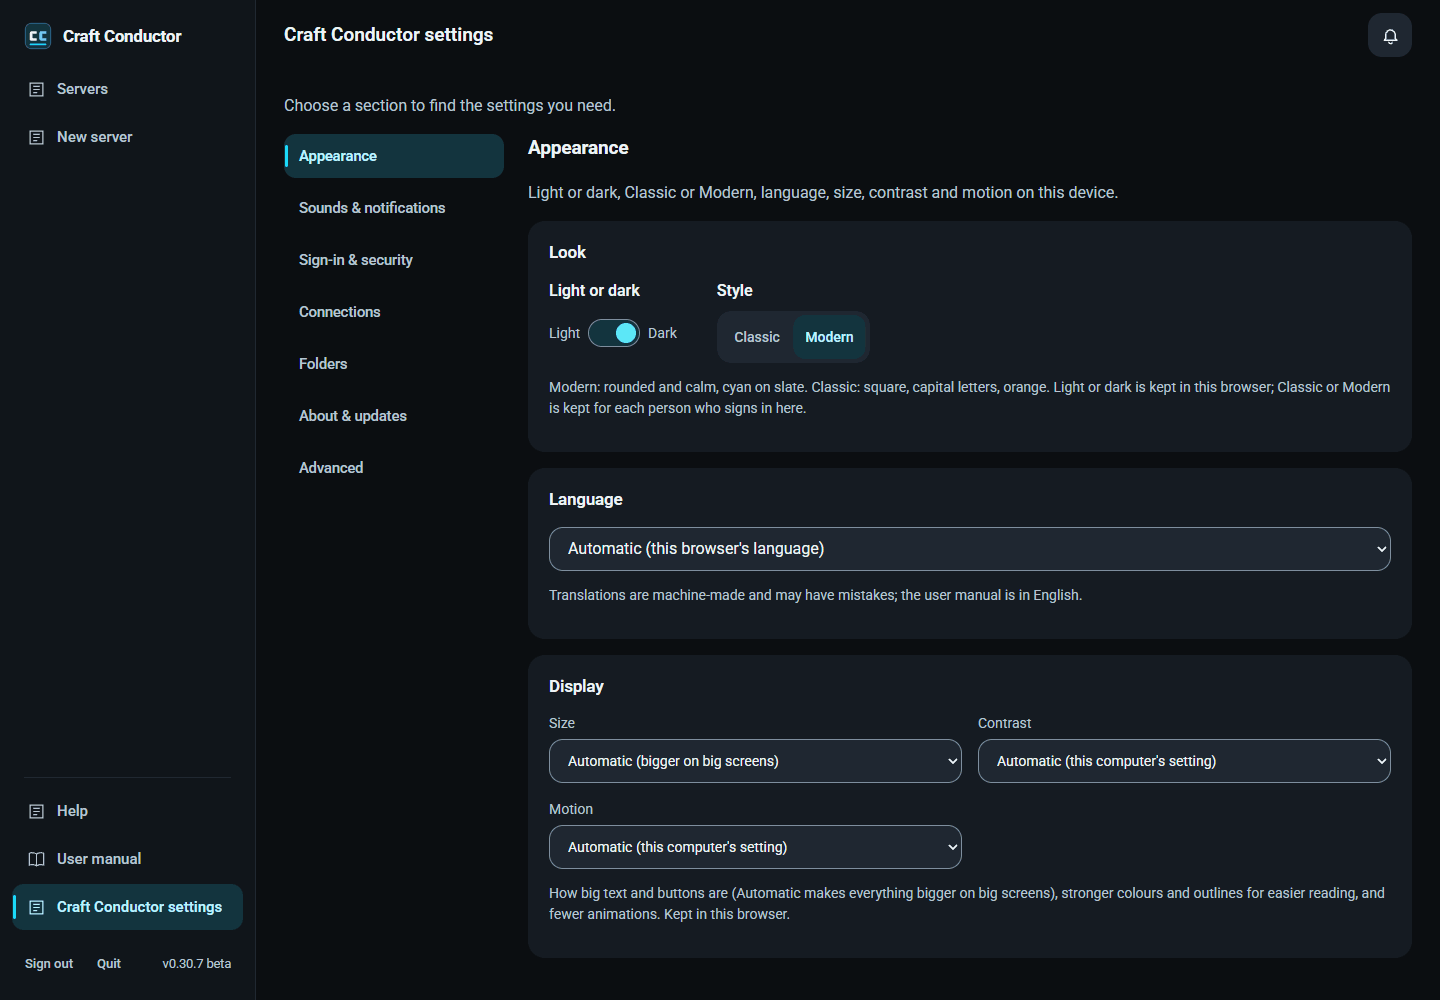 Craft Conductor
Servers
New server
Help
User manual
Craft Conductor settings
Sign out
Quit
v0.30.7 beta
Craft Conductor settings
Choose a section to find the settings you need.
Appearance
Sounds & notifications
Sign-in & security
Connections
Folders
About & updates
Advanced
Appearance
Light or dark, Classic or Modern, language, size, contrast and motion on this device.
Look
Light or dark
Light
Dark
Style
Classic
Modern
Modern: rounded and calm, cyan on slate. Classic: square, capital letters, orange. Light or dark is kept in this browser; Classic or Modern
is kept for each person who signs in here.
Language
Automatic (this browser's language)
Translations are machine-made and may have mistakes; the user manual is in English.
Display
Size
Automatic (bigger on big screens)
Contrast
Automatic (this computer's setting)
Motion
Automatic (this computer's setting)
How big text and buttons are (Automatic makes everything bigger on big screens), stronger colours and outlines for easier reading, and
fewer animations. Kept in this browser.